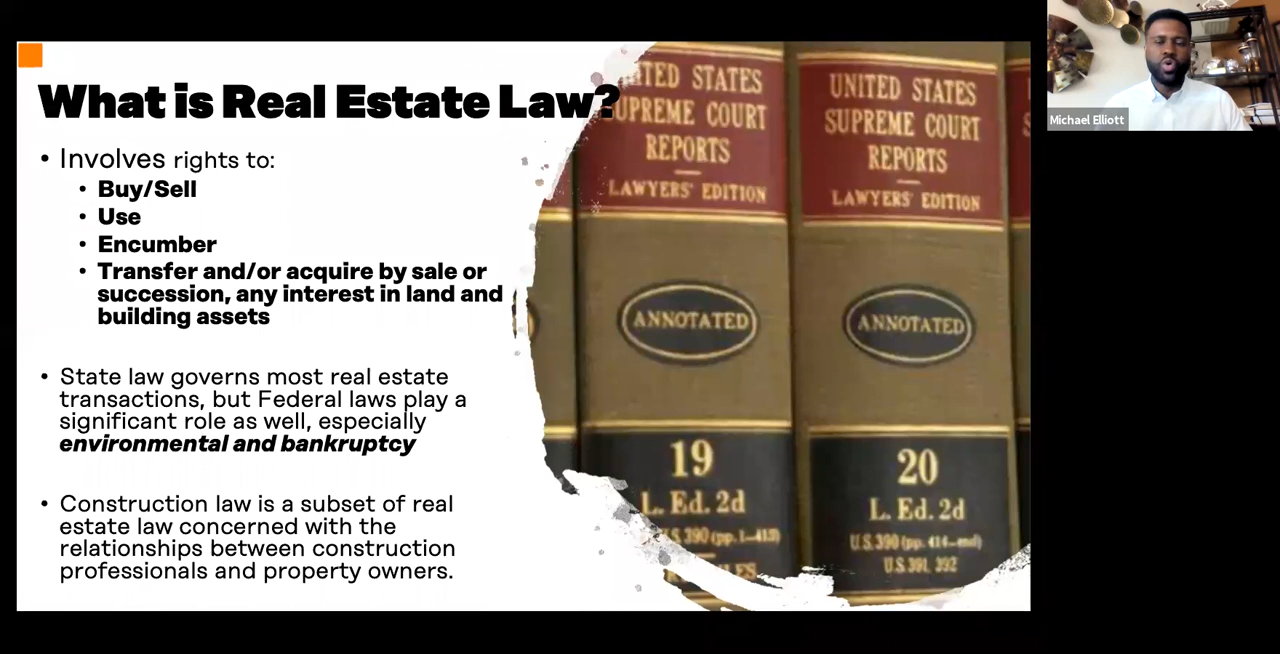 What is Real Estate Law?
• Involves rights to:
• Buy/Sell
• Use
• Encumber
• Transfer and/or acquire by sale or
succession, any interest in land and
building assets
• State law governs most real estate
transactions, but Federal laws play a
significant role as well, especially
environmental and bankruptcy
• Construction law is a subset of real
estate law concerned with the
relationships between construction
professionals and property owners.
STATES
SUPREME COURT
REPORTS
LAWYERS' EDITION
ANNOTATED
19
L. Ed. 2d
390 (pp. 1-413)
UNITED STATES
SUPREME COURT
REPORTS
LAWYERS' EDITION
ANNOTATED
20
L. Ed. 2d
U.S. 390 (pp. 414-end)
U.S. 391, 392
Michael Elliott